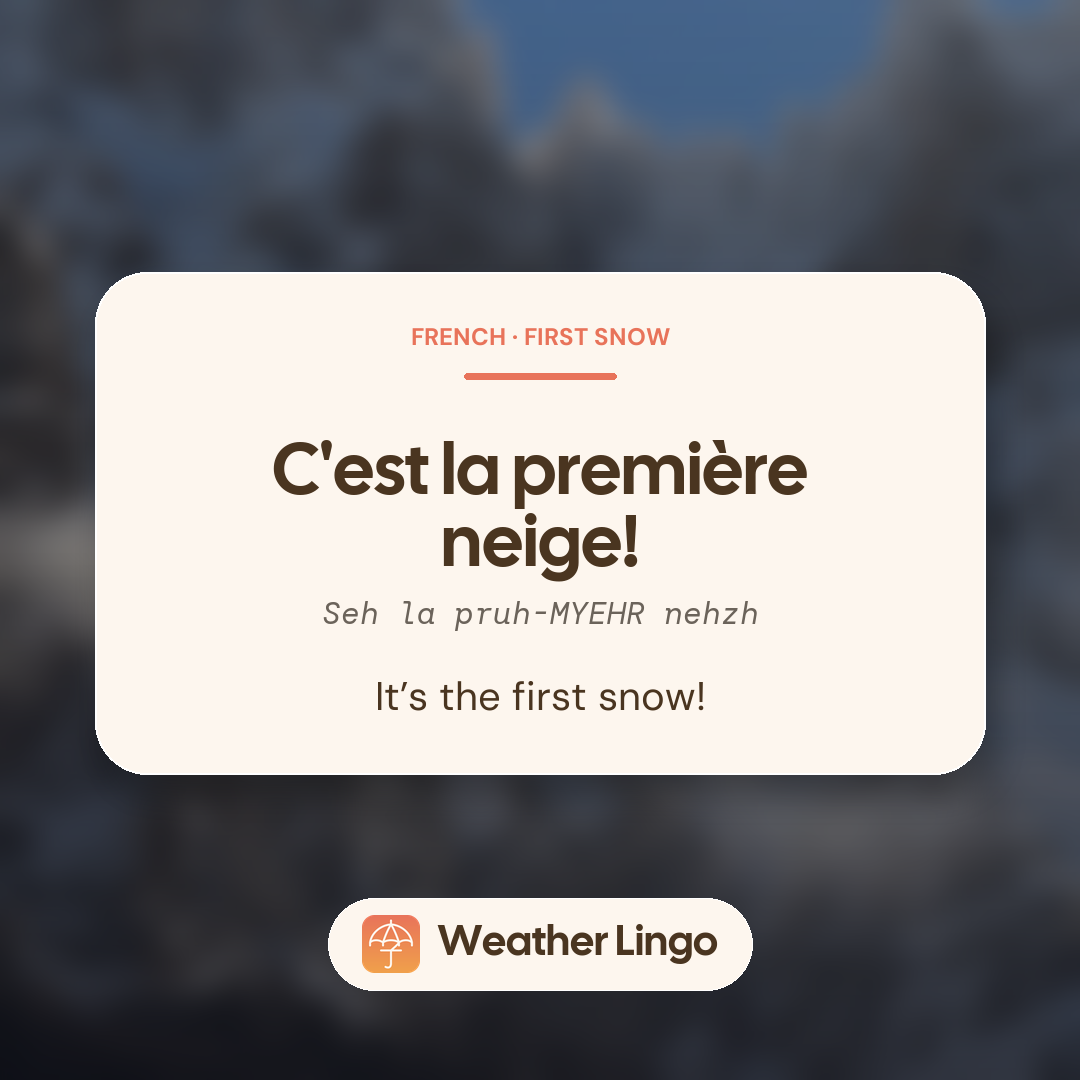 FRENCH · FIRST SNOW
C'est la première
neige!
Seh la pruh-MYEHR nehzh
It’s the first snow!
Weather Lingo